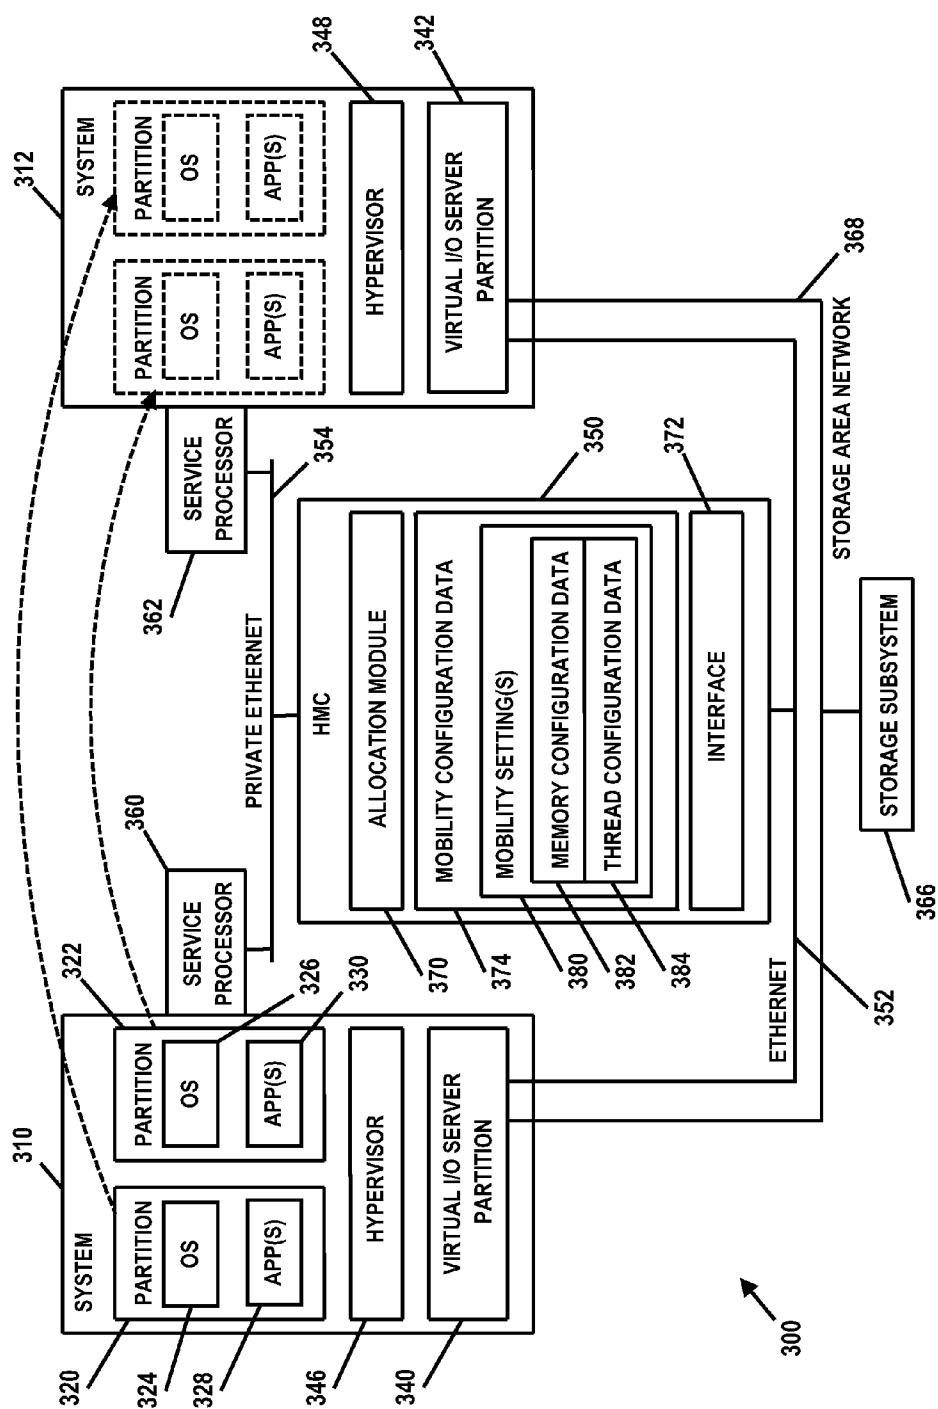 310
SYSTEM
320
PARTITION
324
OS
328
APP(S)
322
PARTITION
326
OS
330
APP(S)
346
HYPERVISOR
340
VIRTUAL I/O SERVER
PARTITION
360
SERVICE
PROCESSOR
362
SERVICE
PROCESSOR
PRIVATE ETHERNET
354
HMC
350
370
ALLOCATION MODULE
374
MOBILITY CONFIGURATION DATA
380
MOBILITY SETTING(S)
382
MEMORY CONFIGURATION DATA
384
THREAD CONFIGURATION DATA
372
INTERFACE
312
SYSTEM
PARTITION
OS
APP(S)
PARTITION
OS
APP(S)
348
HYPERVISOR
342
VIRTUAL I/O SERVER
PARTITION
ETHERNET
352
STORAGE AREA NETWORK
368
STORAGE SUBSYSTEM
366
300